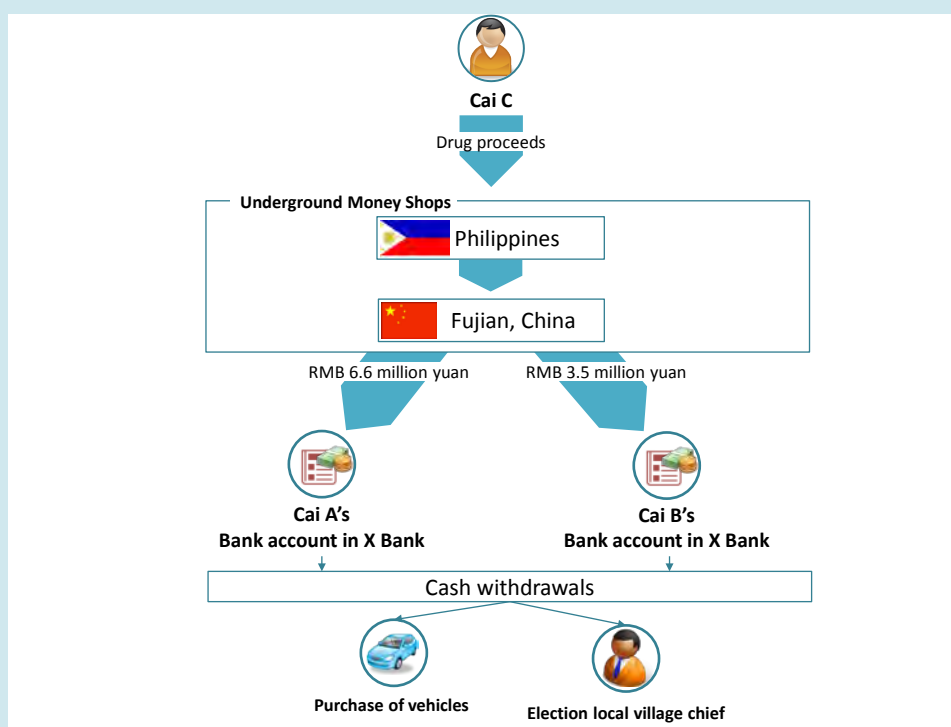 Cai C
Drug proceeds
Underground Money Shops
Philippines
Fujian, China
RMB 6.6 million yuan
RMB 3.5 million yuan
Cai A's
Bank account in X Bank
Cai B's
Bank account in X Bank
Cash withdrawals
Purchase of vehicles
Election local village chief